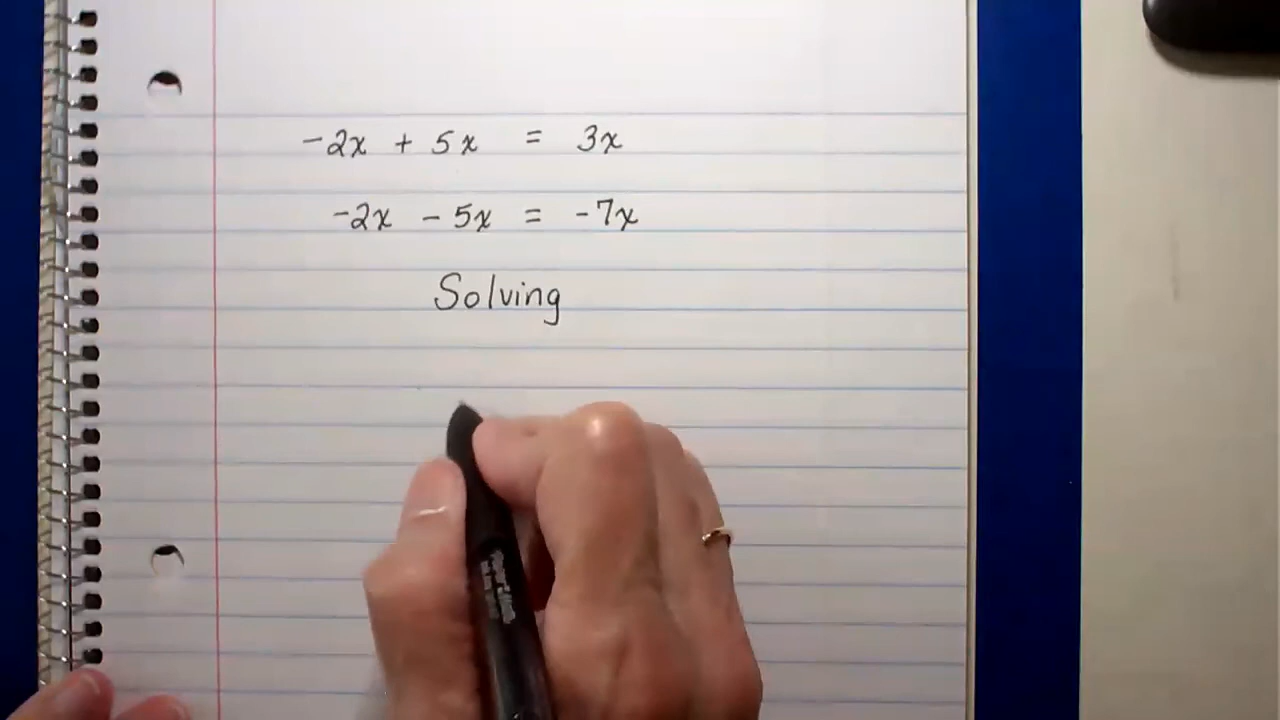 -2x + 5x = 3x
-2x - 5x = -7x
Solving